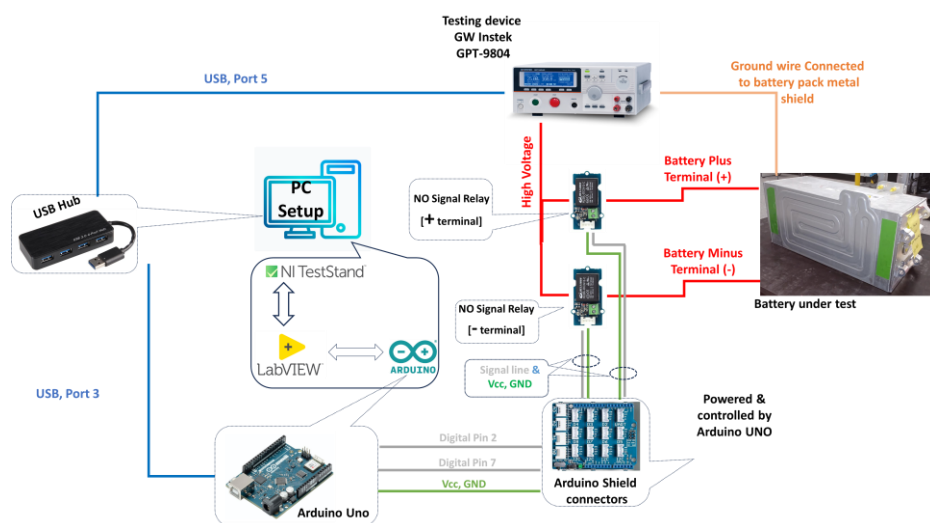 Testing device
GW Instek
GPT-9804
USB, Port 5
Ground wire Connected
to battery pack metal
shield
High Voltage
Battery Plus
Terminal (+)
PC
Setup
NO Signal Relay
[+ terminal]
USB Hub
NI TestStand
Battery Minus
Terminal (-)
NO Signal Relay
[- terminal]
Battery under test
LabVIEW
ARDUINO
Signal line &
Vcc, GND
USB, Port 3
Powered &
controlled by
Arduino UNO
Digital Pin 2
Digital Pin 7
Vcc, GND
Arduino Uno
Arduino Shield
connectors